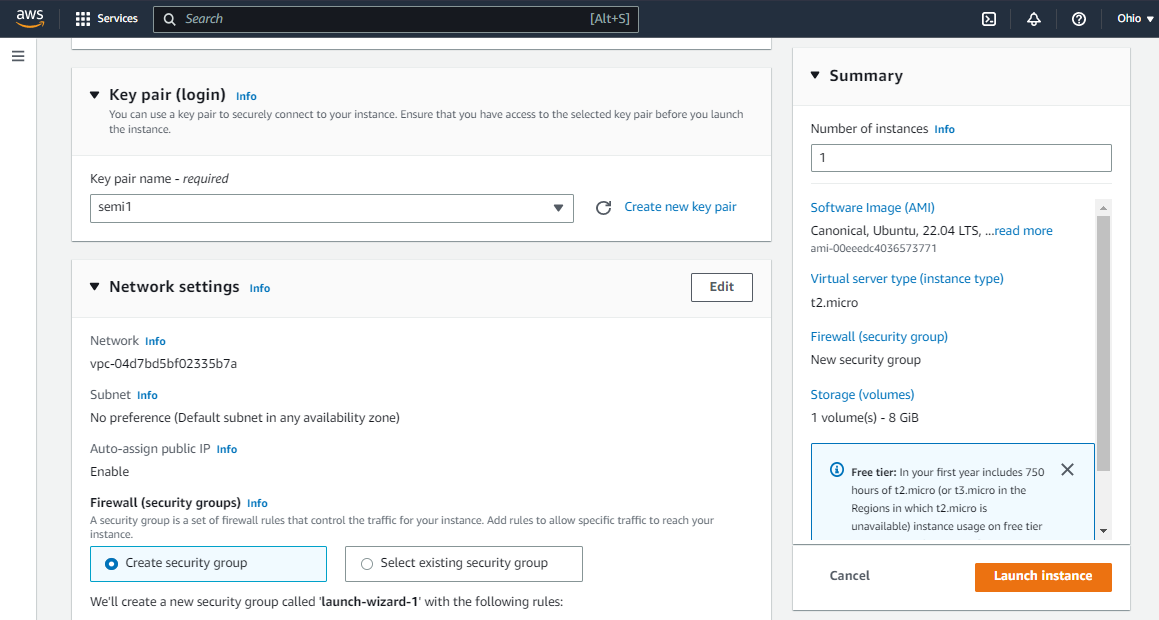 aws
Services
Search
[Alt+S]
Ohio
Key pair (login) Info
You can use a key pair to securely connect to your instance. Ensure that you have access to the selected key pair before you launch
the instance.
Key pair name - required
semi1
Create new key pair
Network settings Info
Edit
Network Info
vpc-04d7bd5bf02335b7a
Subnet Info
No preference (Default subnet in any availability zone)
Auto-assign public IP Info
Enable
Firewall (security groups) Info
A security group is a set of firewall rules that control the traffic for your instance. Add rules to allow specific traffic to reach your
instance.
Create security group
Select existing security group
We'll create a new security group called 'launch-wizard-1' with the following rules:
Summary
Number of instances Info
1
Software Image (AMI)
Canonical, Ubuntu, 22.04 LTS, ...read more
ami-00eeedc4036573771
Virtual server type (instance type)
t2.micro
Firewall (security group)
New security group
Storage (volumes)
1 volume(s) - 8 GiB
Free tier: In your first year includes 750
hours of t2.micro (or t3.micro in the
Regions in which t2.micro is
unavailable) instance usage on free tier
Cancel
Launch instance